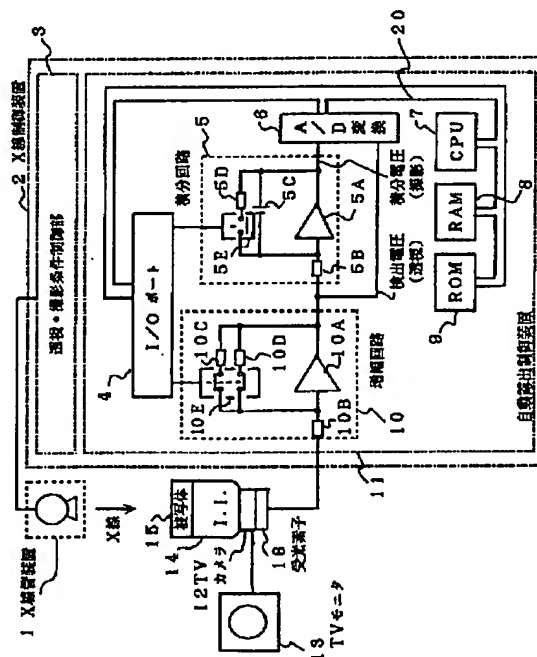 1 X線管装置
2 X線制御装置
3
透視・撮影条件制御部
4
I/Oポート
X線
15
被写体
14
I.I.
12TV
カメラ
16
受光素子
13
TVモニタ
11
10E
10C
10D
10A
10B
10
増幅回路
5
積分回路
5D
5C
5E
5A
5B
6
A/D変換
積分電圧(撮影)
検出電圧(透視)
7
CPU
RAM
8
ROM
9
20
自動露出制御装置